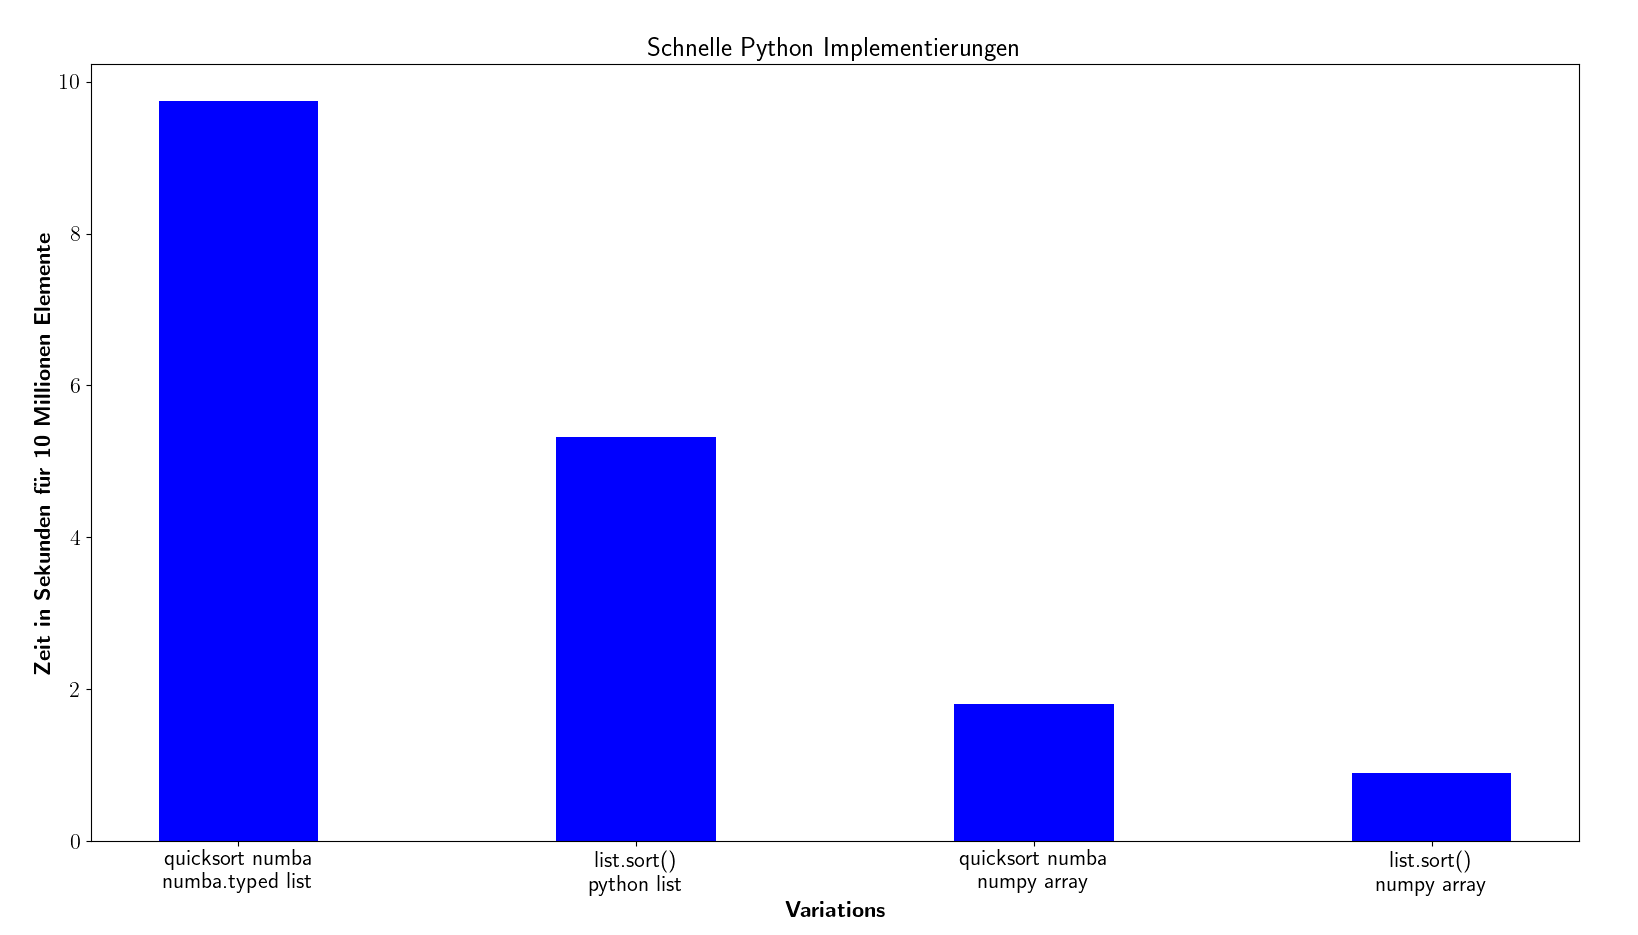 Schnelle Python Implementierungen
10
8
6
4
2
0
Zeit in Sekunden für 10 Millionen Elemente
quicksort numba
numba.typed list
list.sort()
python list
quicksort numba
numpy array
list.sort()
numpy array
Variations